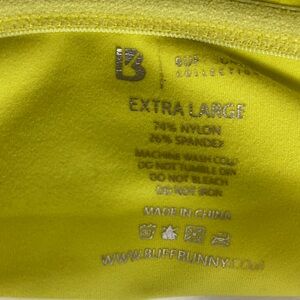 B
COLLECTION
EXTRA LARGE
74% NYLON
26% SPANDEX
MACHINE WASH COLD
DO NOT TUMBLE DRY
DO NOT BLEACH
DO NOT IRON
MADE IN CHINA
WWW.BUFFBUNNY.COM